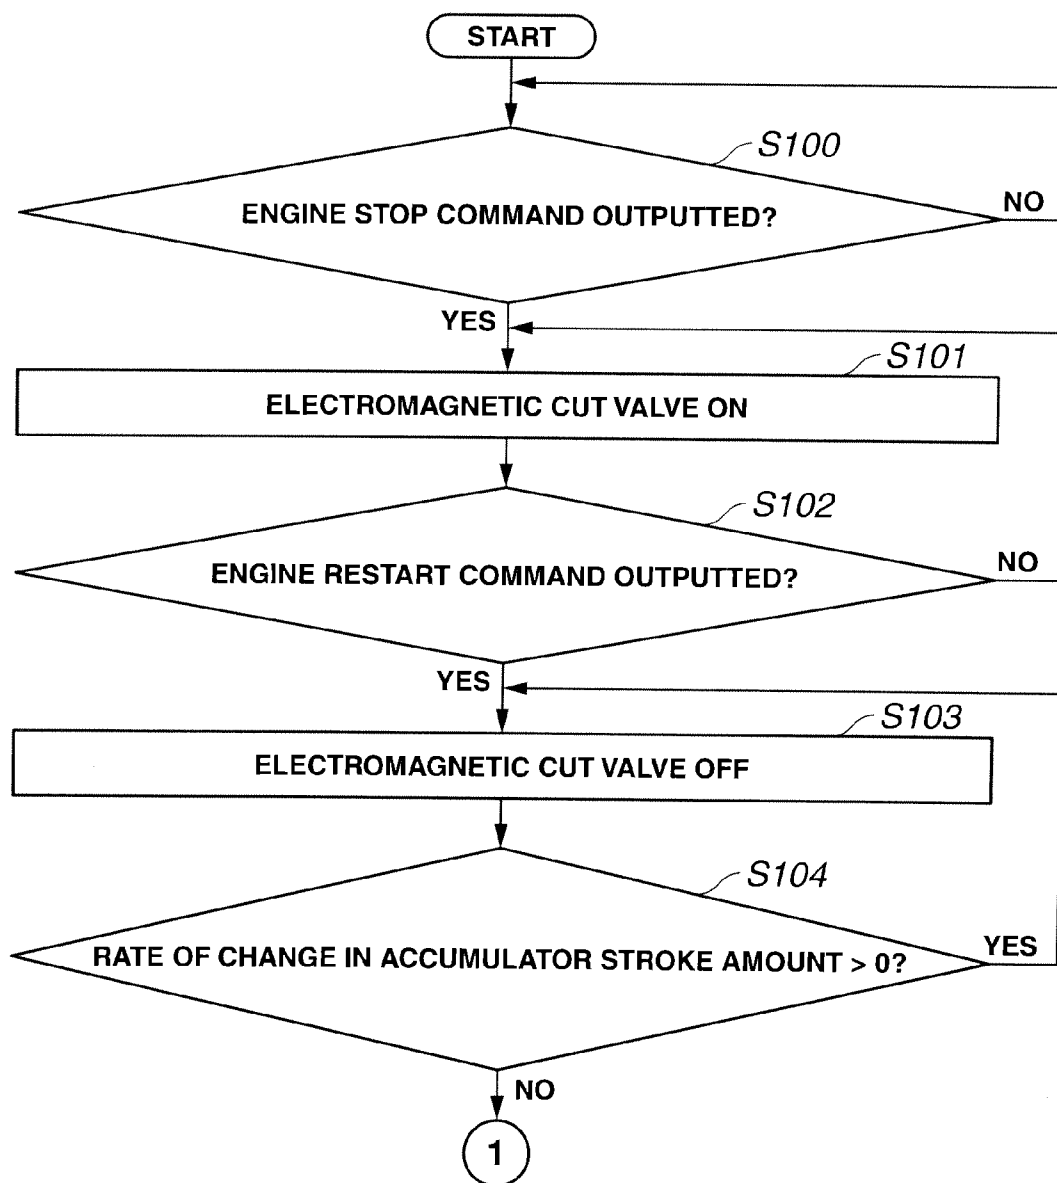 START
S100
ENGINE STOP COMMAND OUTPUTTED?
NO
YES
S101
ELECTROMAGNETIC CUT VALVE ON
S102
ENGINE RESTART COMMAND OUTPUTTED?
NO
YES
S103
ELECTROMAGNETIC CUT VALVE OFF
S104
RATE OF CHANGE IN ACCUMULATOR STROKE AMOUNT > 0?
YES
NO
1